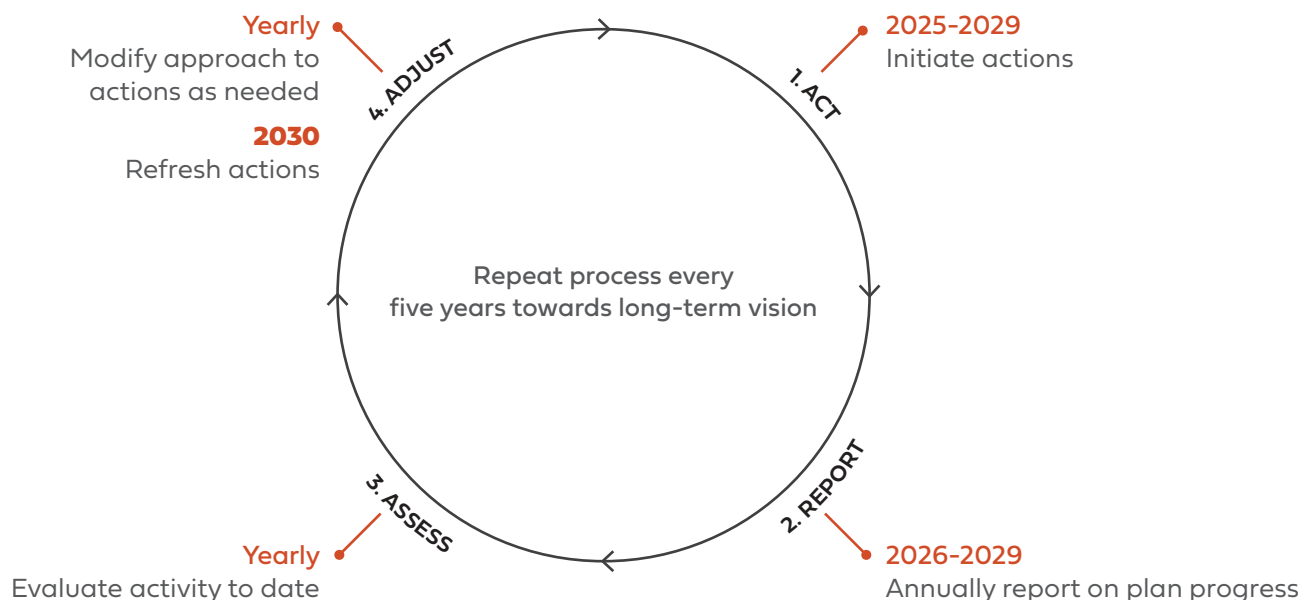 Yearly
Modify approach to
actions as needed
2030
Refresh actions
4. ADJUST
1. ACT
2025-2029
Initiate actions
Repeat process every
five years towards long-term vision
3. ASSESS
Yearly
Evaluate activity to date
2. REPORT
2026-2029
Annually report on plan progress